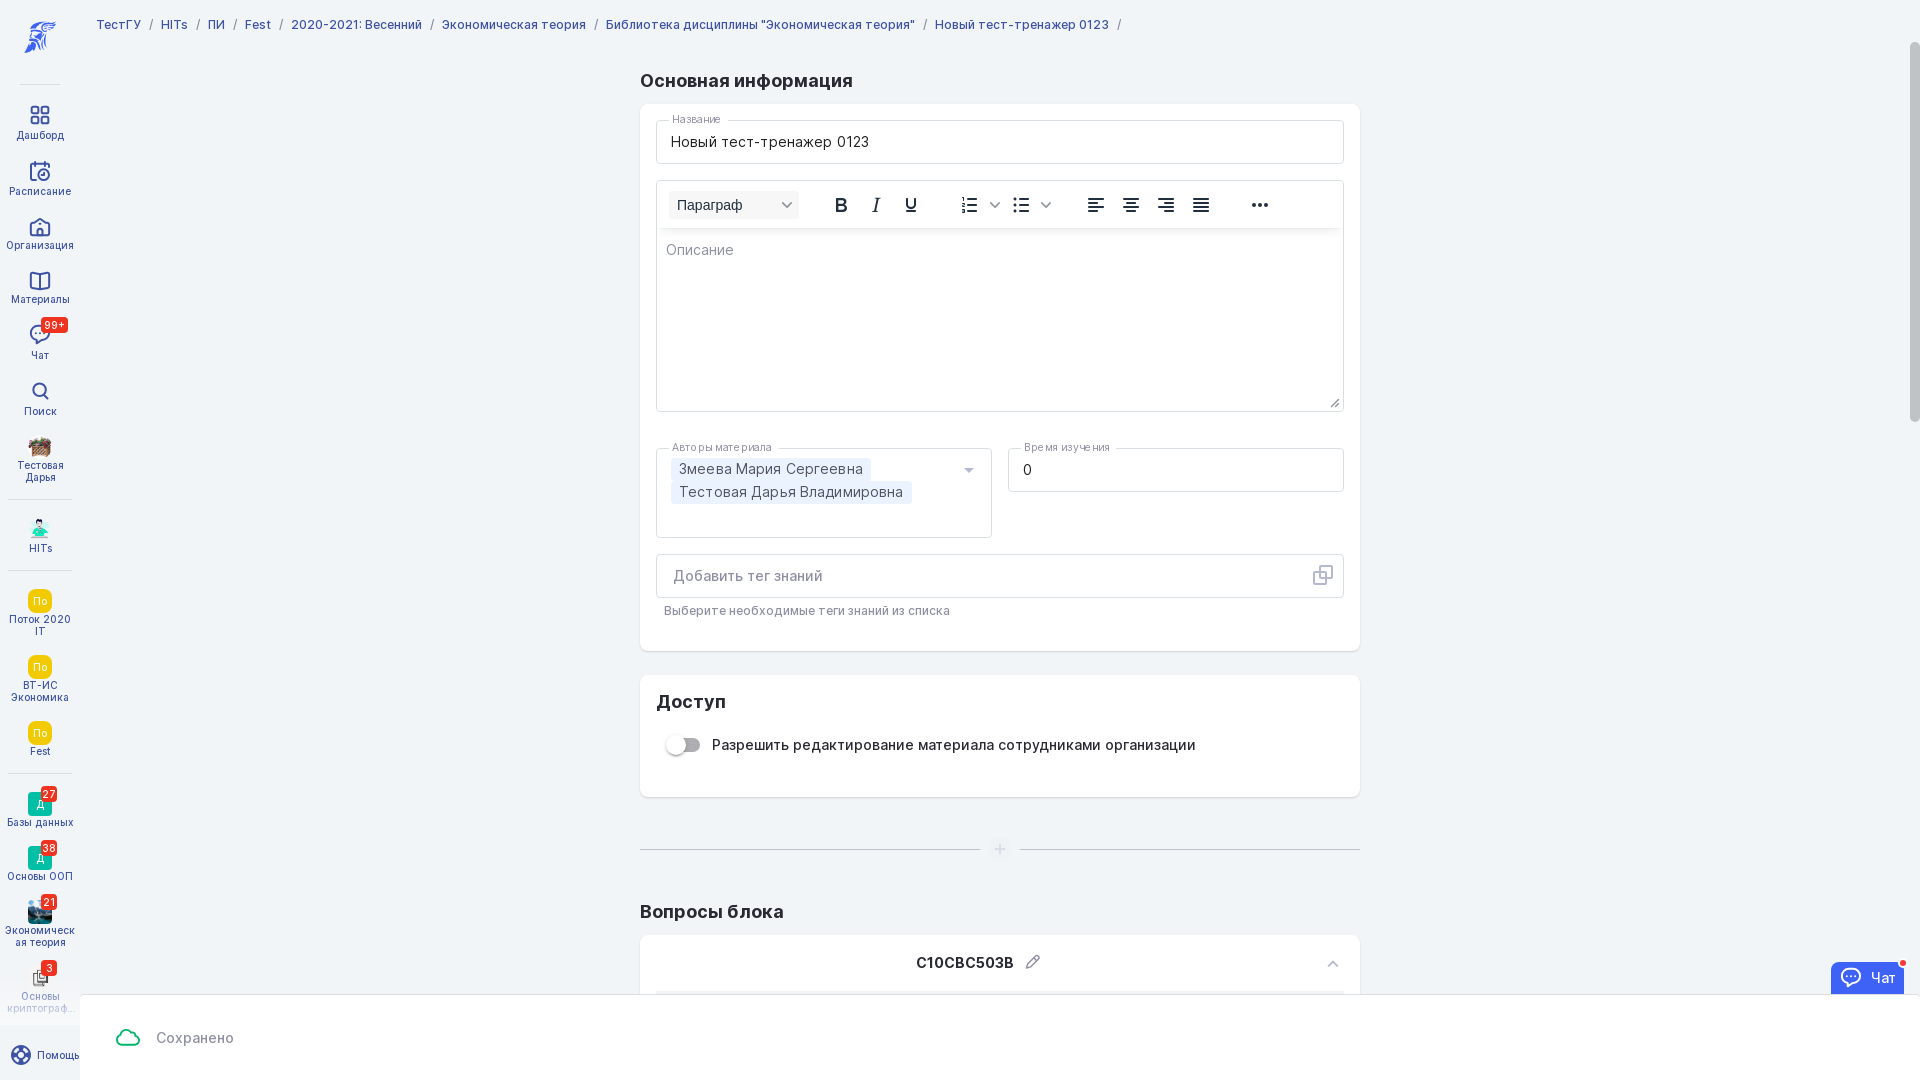 ТестГУ / HITs / ПИ / Fest / 2020-2021: Весенний / Экономическая теория / Библиотека дисциплины "Экономическая теория" / Новый тест-тренажер 0123 /
Дашборд
Расписание
Организация
Материалы
99+
Чат
Поиск
Тестовая
Дарья
HITs
По
Поток 2020
IT
По
ВТ-ИС
Экономика
По
Fest
27
Д
Базы данных
38
Д
Основы ООП
21
Экономическ
ая теория
3
Основы
криптограф...
Помощь
Основная информация
Название
Новый тест-тренажер 0123
Параграф
Описание
Авторы материала
Змеева Мария Сергеевна
Тестовая Дарья Владимировна
Время изучения
0
Добавить тег знаний
Выберите необходимые теги знаний из списка
Доступ
Разрешить редактирование материала сотрудниками организации
Вопросы блока
C10CBC503B
Чат
Сохранено